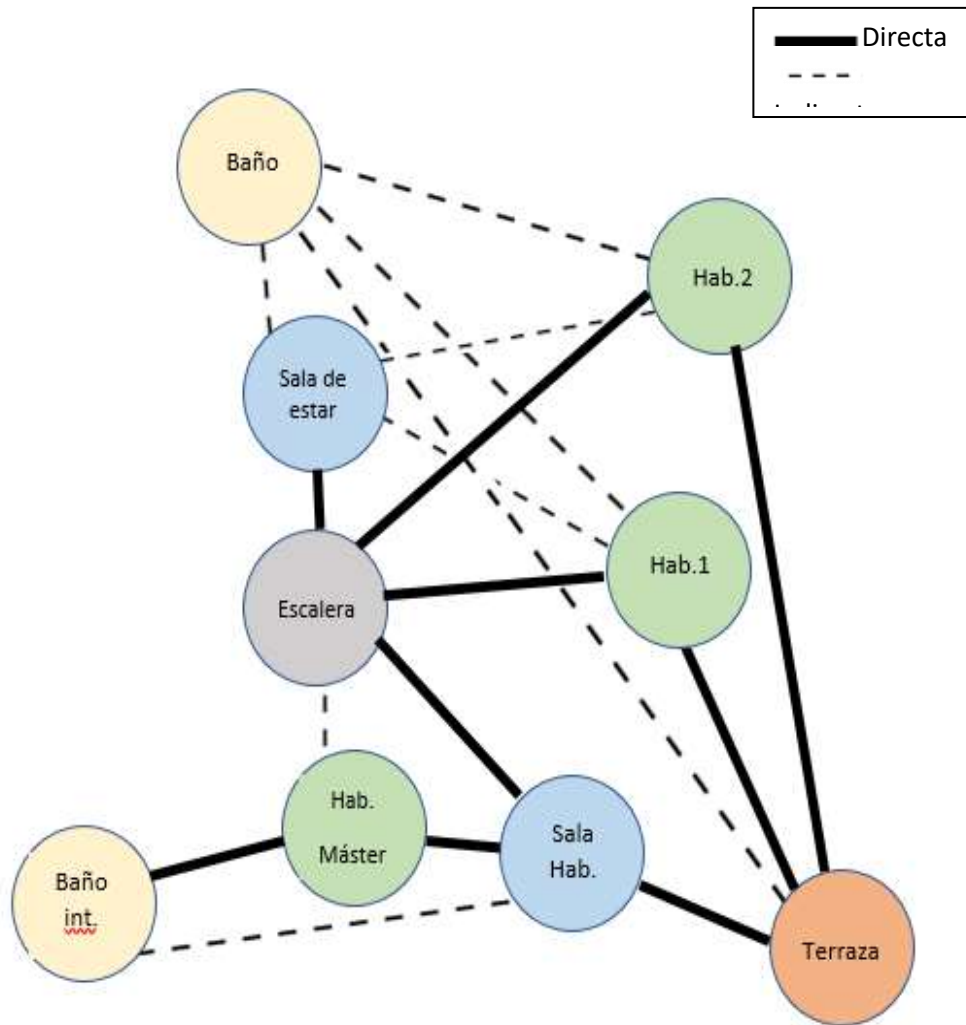 Directa
Baño
Hab.2
Sala de
estar
Hab.1
Escalera
Hab.
Máster
Sala
Hab.
Baño
int.
Terraza